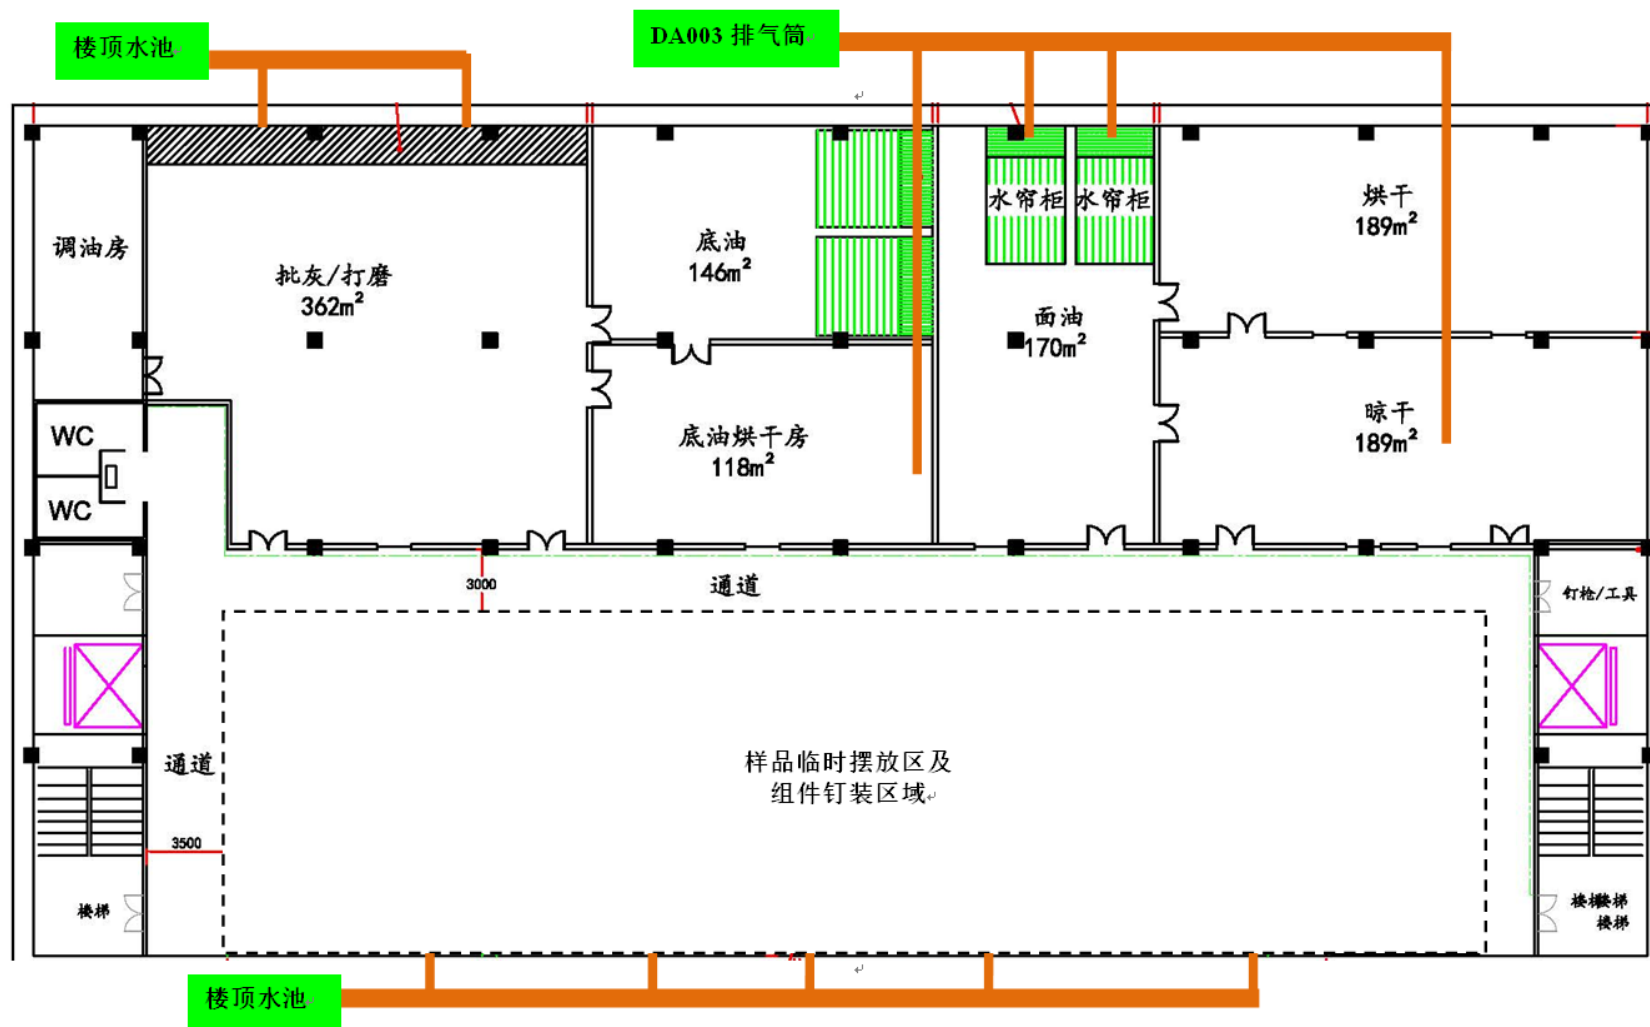 楼顶水池
DA003 排气筒
调油房
批灰/打磨
362m²
底油
146m²
水帘柜
水帘柜
烘干
189m²
面油
170m²
底油烘干房
118m²
晾干
189m²
WC
WC
3000
通道
钉枪/工具
通道
样品临时摆放区及
组件钉装区域
3500
楼梯
楼梯
楼梯
楼梯
楼顶水池